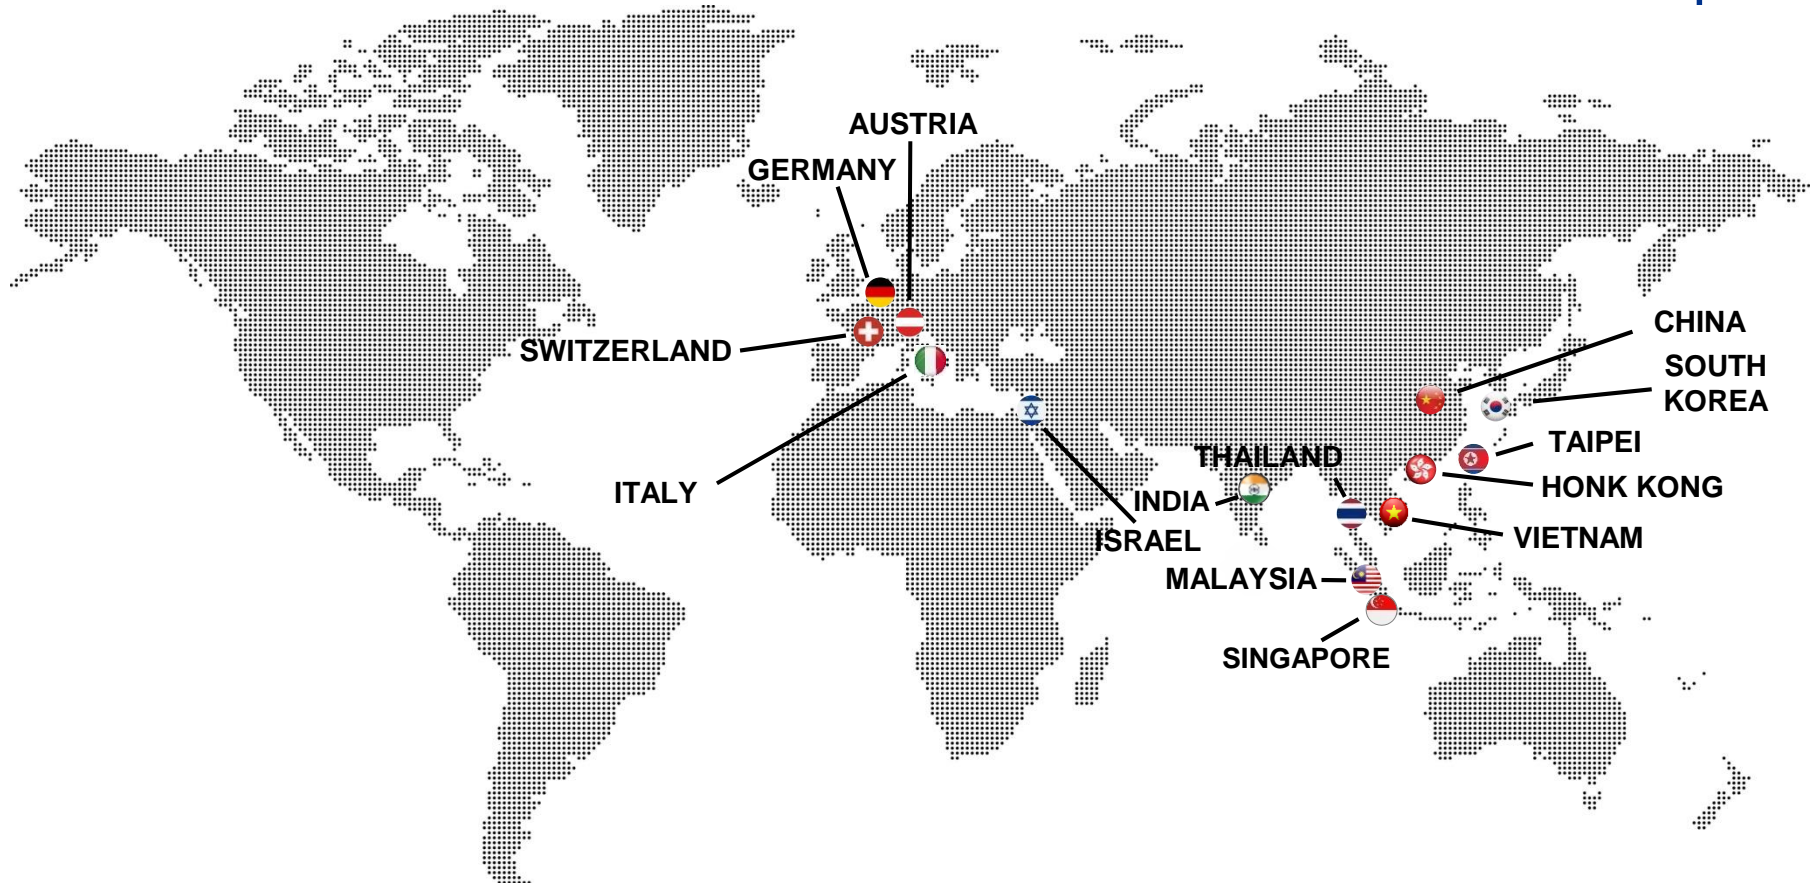 AUSTRIA
GERMANY
SWITZERLAND
ITALY
CHINA
SOUTH
KOREA
TAIPEI
THAILAND
HONK KONG
INDIA
ISRAEL
VIETNAM
MALAYSIA
SINGAPORE